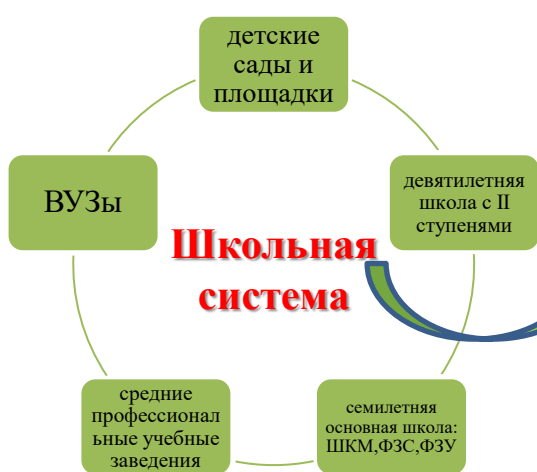 детские
сады и
площадки
девятилетняя
школа с II
ступенями
семилетняя
основная школа:
ШКМ,ФЗС,ФЗУ
средние
профессионал
ьные учебные
заведения
ВУЗы
Школьная
система